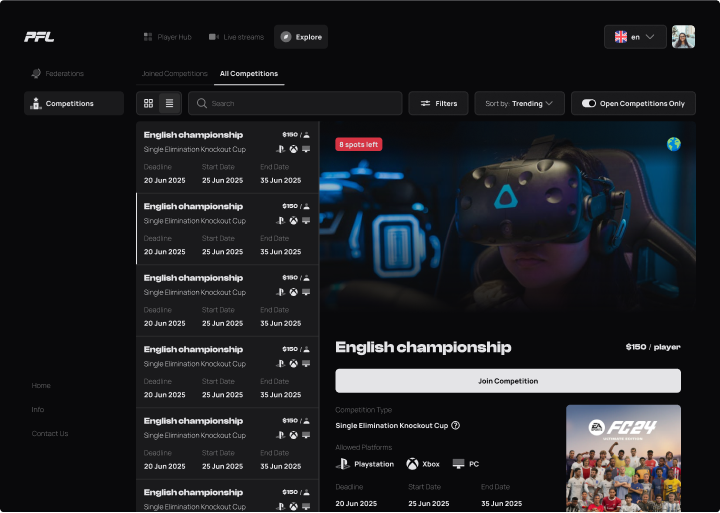 PFL
Player Hub
Live streams
Explore
en
Federations
Competitions
Joined Competitions
All Competitions
Search
Filters
Sort by: Trending
Open Competitions Only
English championship
$150 /
Single Elimination Knockout Cup
Deadline Start Date End Date
20 Jun 2025 25 Jun 2025 35 Jun 2025
English championship
$150 /
Single Elimination Knockout Cup
Deadline Start Date End Date
20 Jun 2025 25 Jun 2025 35 Jun 2025
English championship
$150 /
Single Elimination Knockout Cup
Deadline Start Date End Date
20 Jun 2025 25 Jun 2025 35 Jun 2025
English championship
$150 /
Single Elimination Knockout Cup
Deadline Start Date End Date
20 Jun 2025 25 Jun 2025 35 Jun 2025
English championship
$150 /
Single Elimination Knockout Cup
Deadline Start Date End Date
20 Jun 2025 25 Jun 2025 35 Jun 2025
English championship
$150 /
Single Elimination Knockout Cup
Home
Info
Contact Us
8 spots left
English championship
$150 / player
Join Competition
Competition Type
Single Elimination Knockout Cup
Allowed Platforms
Playstation
Xbox
PC
Deadline Start Date End Date
20 Jun 2025 25 Jun 2025 35 Jun 2025
EA SPORTS FC24
ULTIMATE EDITION